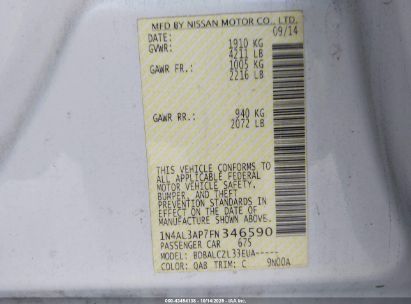 MFD BY NISSAN MOTOR CO., LTD.
DATE: 09/14
GVWR: 1910 KG
4211 LB
GAWR FR.: 1005 KG
2216 LB
GAWR RR.: 940 KG
2072 LB
THIS VEHICLE CONFORMS TO
ALL APPLICABLE FEDERAL
MOTOR VEHICLE SAFETY,
BUMPER, AND THEFT
PREVENTION STANDARDS IN
EFFECT ON THE DATE OF
MANUFACTURE SHOWN ABOVE.
1N4AL3AP7FN346590
PASSENGER CAR 675
MODEL: BDBALC2L33EUA-----
COLOR: QAB TRIM: C 9N00A